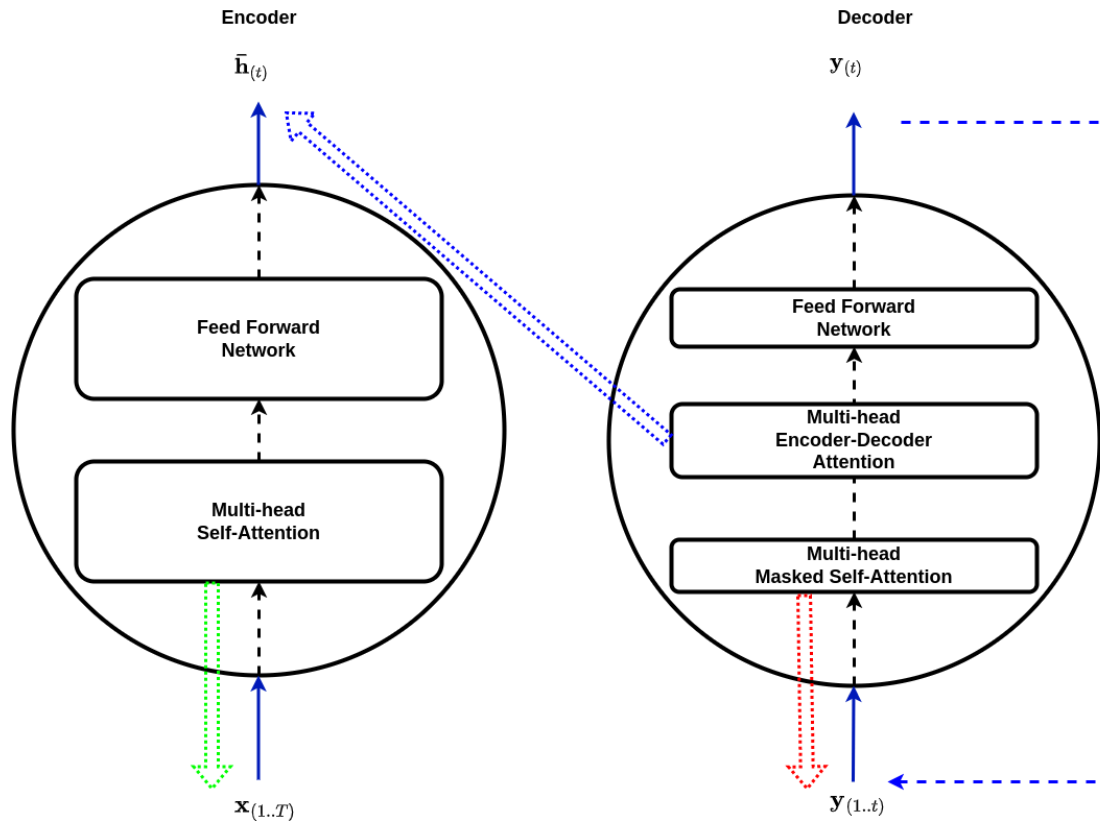 Encoder
Decoder
h̄₍ₜ₎
y₍ₜ₎
Feed Forward
Network
Multi-head
Self-Attention
Feed Forward
Network
Multi-head
Encoder-Decoder
Attention
Multi-head
Masked Self-Attention
x(1..T)
y(1..t)